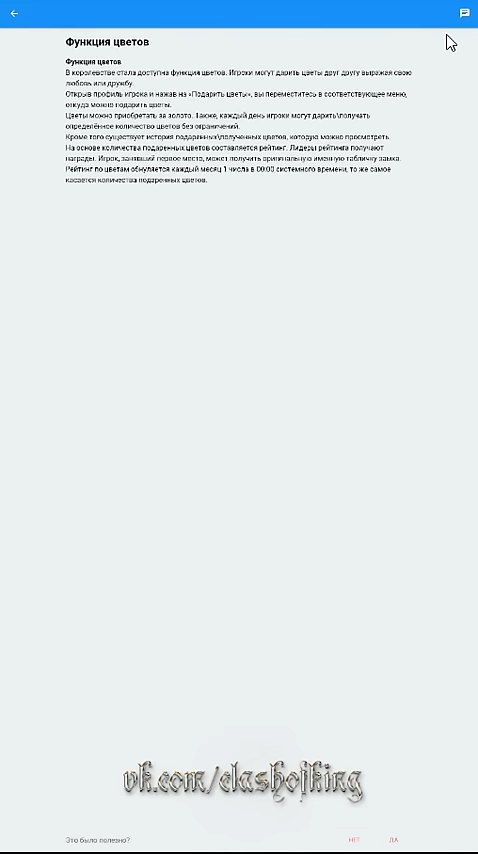 Функция цветов
Функция цветов
В королевстве стала доступна функция цветов. Игроки могут дарить цветы друг другу выражая свою
любовь или дружбу.
Открыв профиль игрока и нажав на «Подарить цветы», вы переместитесь в соответствующее меню,
откуда можно подарить цветы.
Цветы можно приобретать за золото. Также, каждый день игроки могут дарить\получать
определённое количество цветов без ограничений.
Кроме того существует история подаренных\полученных цветов, которую можно просмотреть.
На основе количества подаренных цветов составляется рейтинг. Лидеры рейтинга получают
награды. Игрок, занявший первое место, может получить оригинальную именную табличку замка.
Рейтинг по цветам обнуляется каждый месяц 1 числа в 00:00 системного времени, то же самое
касается количества подаренных цветов.
vk.com/clashofking
Это было полезно?
НЕТ ДА